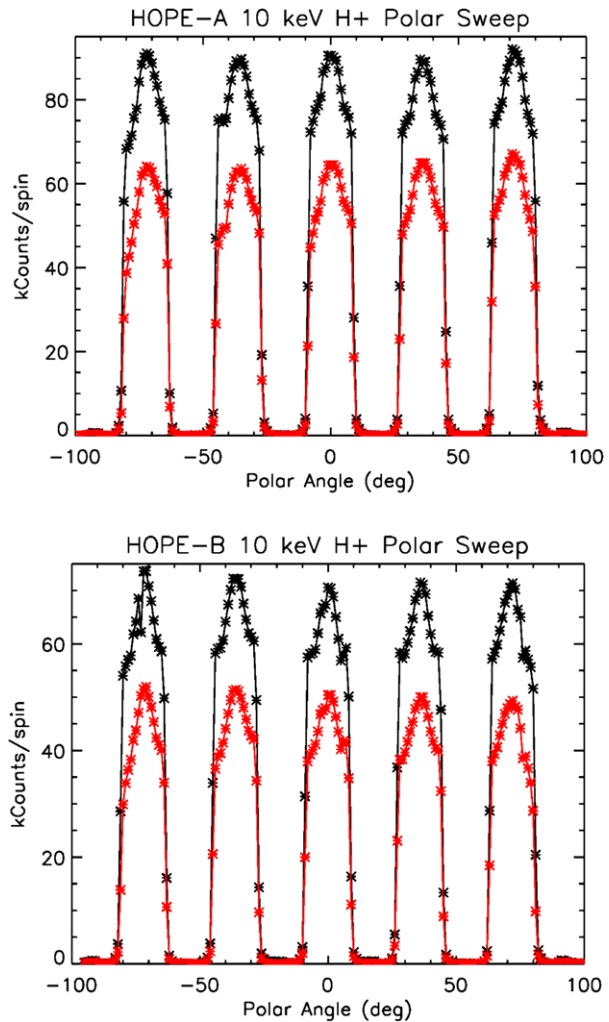 HOPE-A 10 keV H+ Polar Sweep
80
60
40
20
0
kCounts/spin
-100 -50 0 50 100
Polar Angle (deg)
HOPE-B 10 keV H+ Polar Sweep
60
40
20
0
kCounts/spin
-100 -50 0 50 100
Polar Angle (deg)